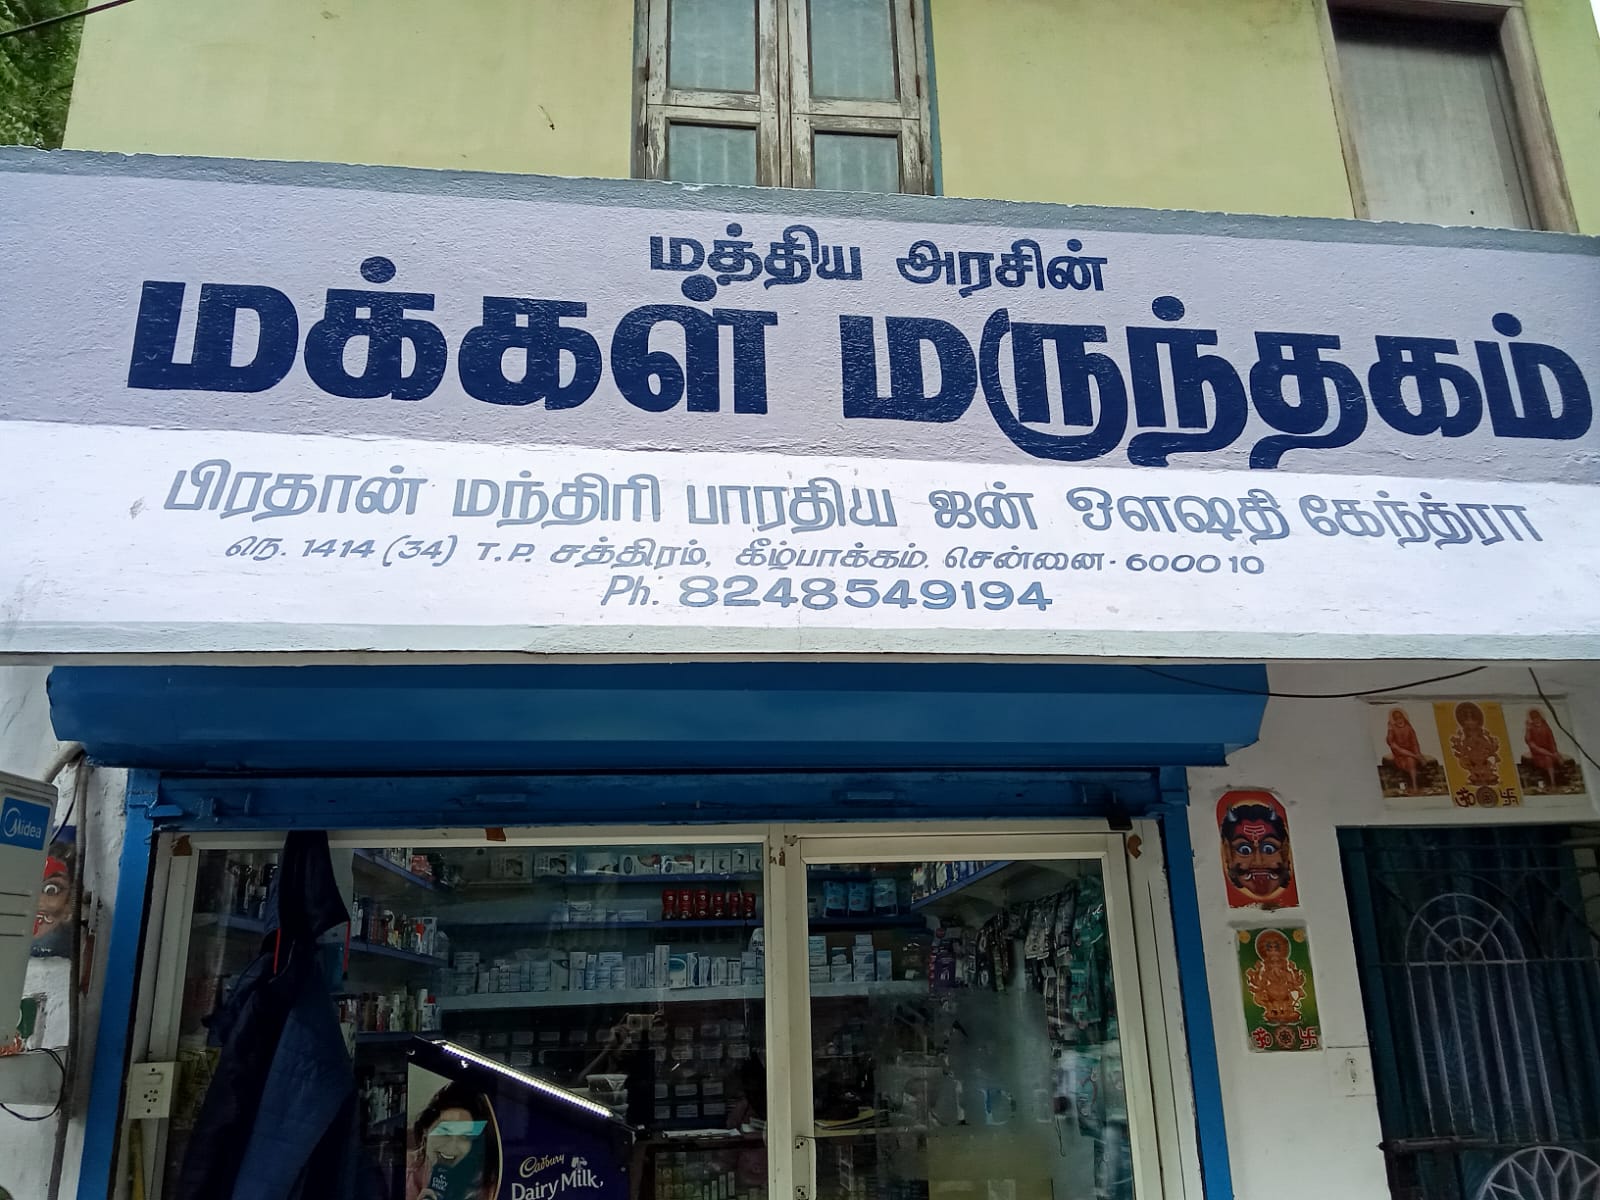 மத்திய அரசின்
மக்கள் மருந்தகம்
பிரதான் மந்திரி பாரதிய ஜன் ஔஷதி கேந்த்ரா
நெ. 1414 (34) T.P. சத்திரம், கீழ்பாக்கம். சென்னை - 600010
Ph: 8248549194
Midea
Cadbury
Dairy Milk